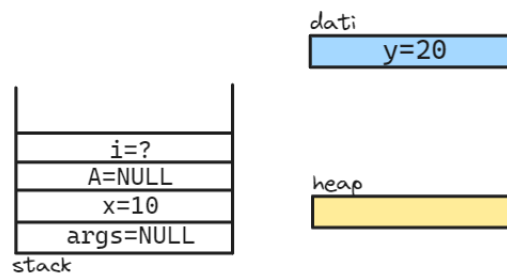 dati
y=20
i=?
A=NULL
x=10
args=NULL
stack
heap